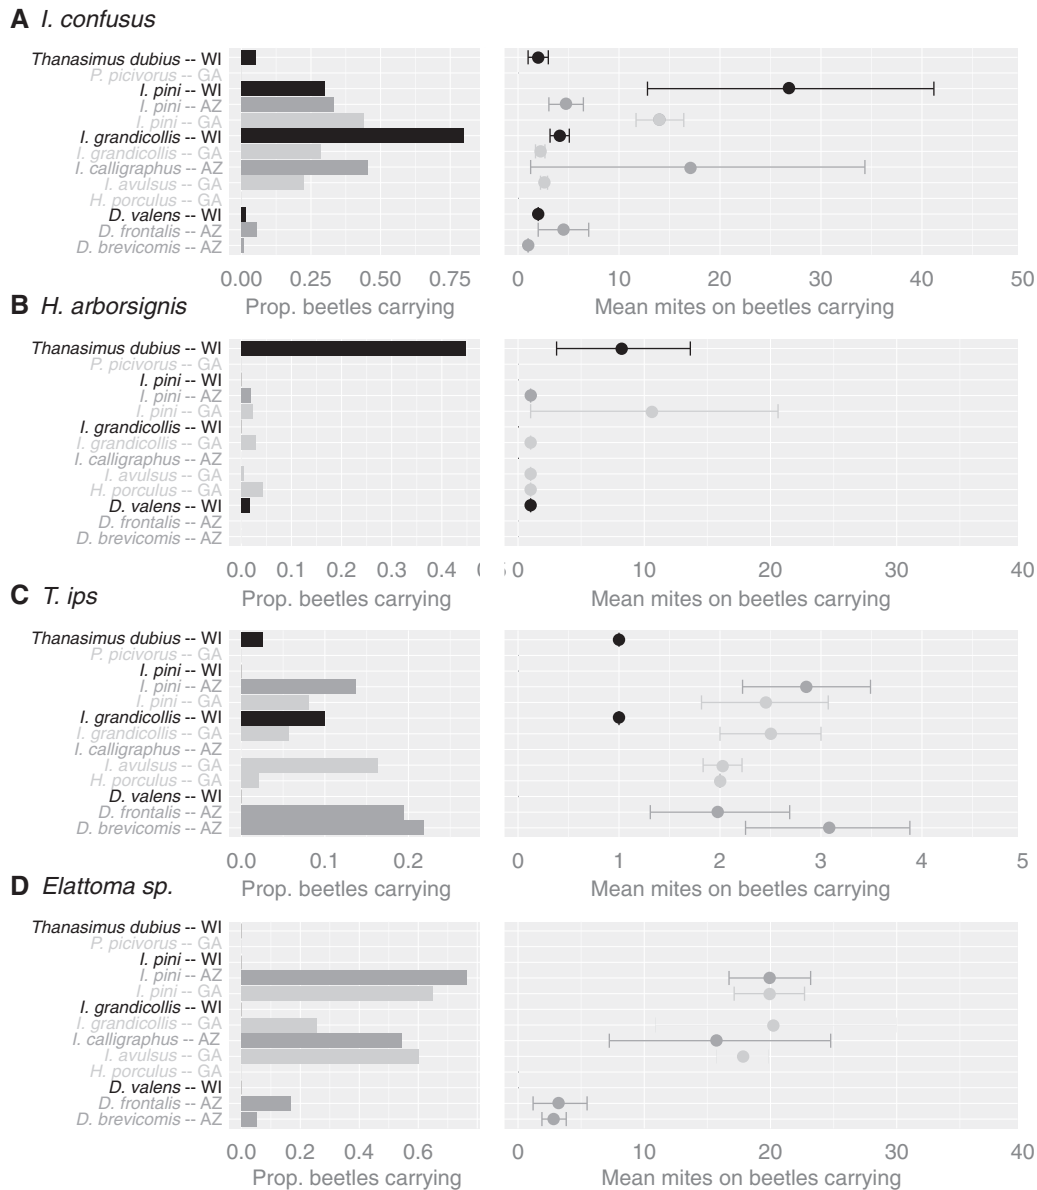 A I. confusus
Thanasimus dubius -- WI
P. picivorus -- GA
I. pini -- WI
I. pini -- AZ
I. pini -- GA
I. grandicollis -- WI
I. grandicollis -- GA
I. calligraphus -- AZ
I. avulsus -- GA
H. porculus -- GA
D. valens -- WI
D. frontalis -- AZ
D. brevicomis -- AZ
0.00 0.25 0.50 0.75 0 10 20 30 40 50
Prop. beetles carrying Mean mites on beetles carrying
B H. arborsignis
Thanasimus dubius -- WI
P. picivorus -- GA
I. pini -- WI
I. pini -- AZ
I. pini -- GA
I. grandicollis -- WI
I. grandicollis -- GA
I. calligraphus -- AZ
I. avulsus -- GA
H. porculus -- GA
D. valens -- WI
D. frontalis -- AZ
D. brevicomis -- AZ
0.0 0.1 0.2 0.3 0.4 0 10 20 30 40
Prop. beetles carrying Mean mites on beetles carrying
C T. ips
Thanasimus dubius -- WI
P. picivorus -- GA
I. pini -- WI
I. pini -- AZ
I. pini -- GA
I. grandicollis -- WI
I. grandicollis -- GA
I. calligraphus -- AZ
I. avulsus -- GA
H. porculus -- GA
D. valens -- WI
D. frontalis -- AZ
D. brevicomis -- AZ
0.0 0.1 0.2 0 1 2 3 4 5
Prop. beetles carrying Mean mites on beetles carrying
D Elattoma sp.
Thanasimus dubius -- WI
P. picivorus -- GA
I. pini -- WI
I. pini -- AZ
I. pini -- GA
I. grandicollis -- WI
I. grandicollis -- GA
I. calligraphus -- AZ
I. avulsus -- GA
H. porculus -- GA
D. valens -- WI
D. frontalis -- AZ
D. brevicomis -- AZ
0.0 0.2 0.4 0.6 0 10 20 30 40
Prop. beetles carrying Mean mites on beetles carrying